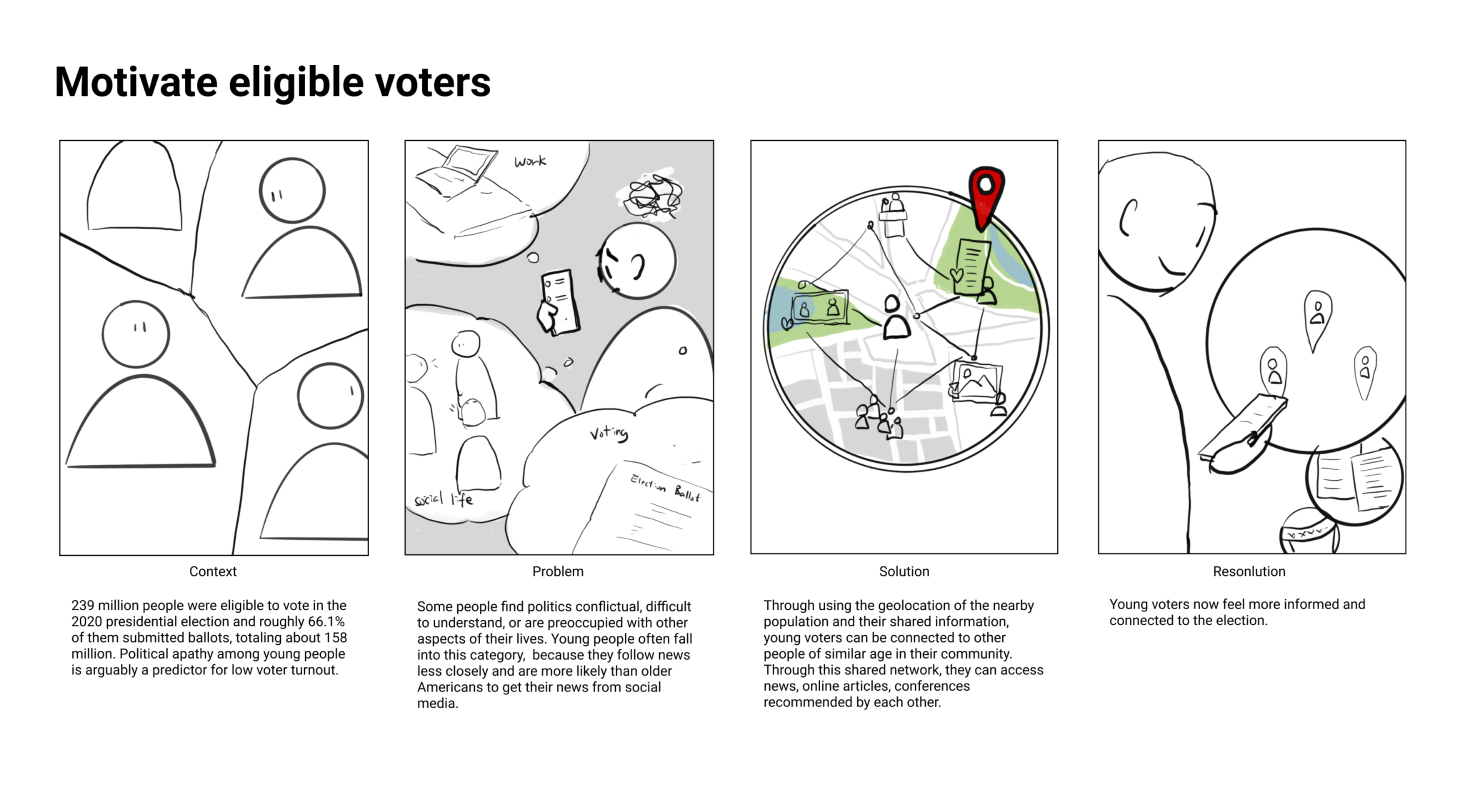 Motivate eligible voters
Work
Voting
Election Ballot
social life
Context
239 million people were eligible to vote in the
2020 presidential election and roughly 66.1%
of them submitted ballots, totaling about 158
million. Political apathy among young people
is arguably a predictor for low voter turnout.
Problem
Some people find politics conflictual, difficult
to understand, or are preoccupied with other
aspects of their lives. Young people often fall
into this category,  because they follow news
less closely and are more likely than older
Americans to get their news from social
media.
Solution
Through using the geolocation of the nearby
population and their shared information,
young voters can be connected to other
people of similar age in their community.
Through this shared network, they can access
news, online articles, conferences
recommended by each other.
Resonlution
Young voters now feel more informed and
connected to the election.